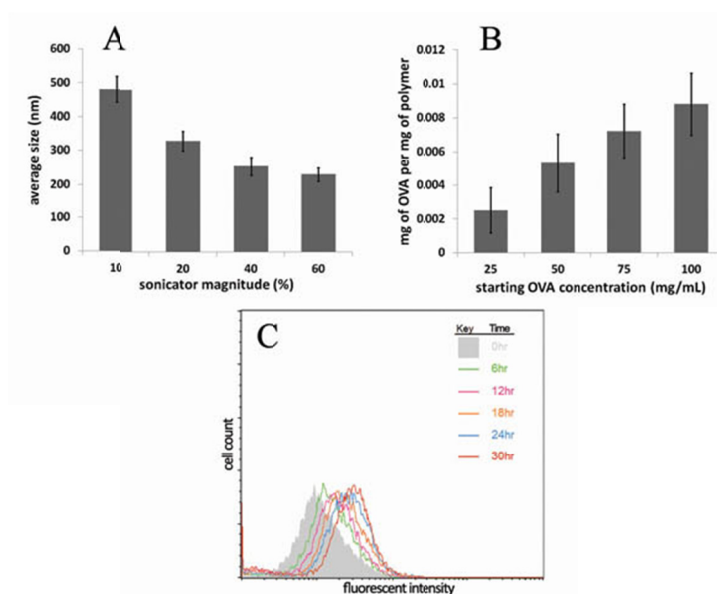 A
600
500
400
300
200
100
0
average size (nm)
10 20 40 60
sonicator magnitude (%)
B
0.012
0.01
0.008
0.006
0.004
0.002
0
mg of OVA per mg of polymer
25 50 75 100
starting OVA concentration (mg/mL)
C
Key Time
0hr
6hr
12hr
18hr
24hr
30hr
cell count
fluorescent intensity